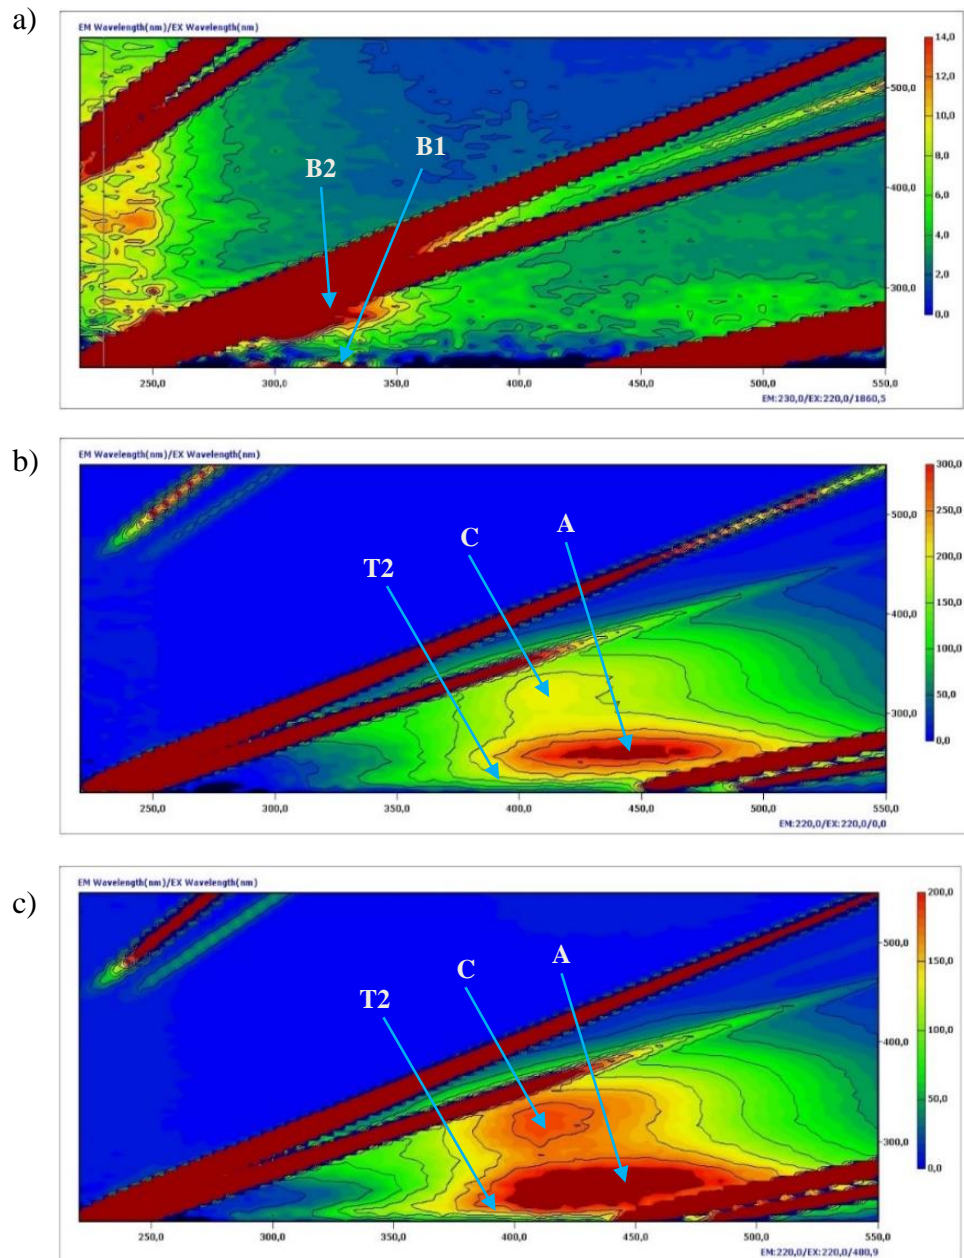 a)
EM Wavelength(nm)/EX Wavelength(nm)
14,0
12,0
10,0
8,0
6,0
4,0
2,0
0,0
500,0
400,0
300,0
B2
B1
250,0 300,0 350,0 400,0 450,0 500,0 550,0
EM:230,0/EX:220,0/1860,5
b)
EM Wavelength(nm)/EX Wavelength(nm)
300,0
250,0
200,0
150,0
100,0
50,0
0,0
500,0
400,0
300,0
T2
C
A
250,0 300,0 350,0 400,0 450,0 500,0 550,0
EM:220,0/EX:220,0/0,0
c)
EM Wavelength(nm)/EX Wavelength(nm)
200,0
150,0
100,0
50,0
0,0
500,0
400,0
300,0
T2
C
A
250,0 300,0 350,0 400,0 450,0 500,0 550,0
EM:220,0/EX:220,0/480,9